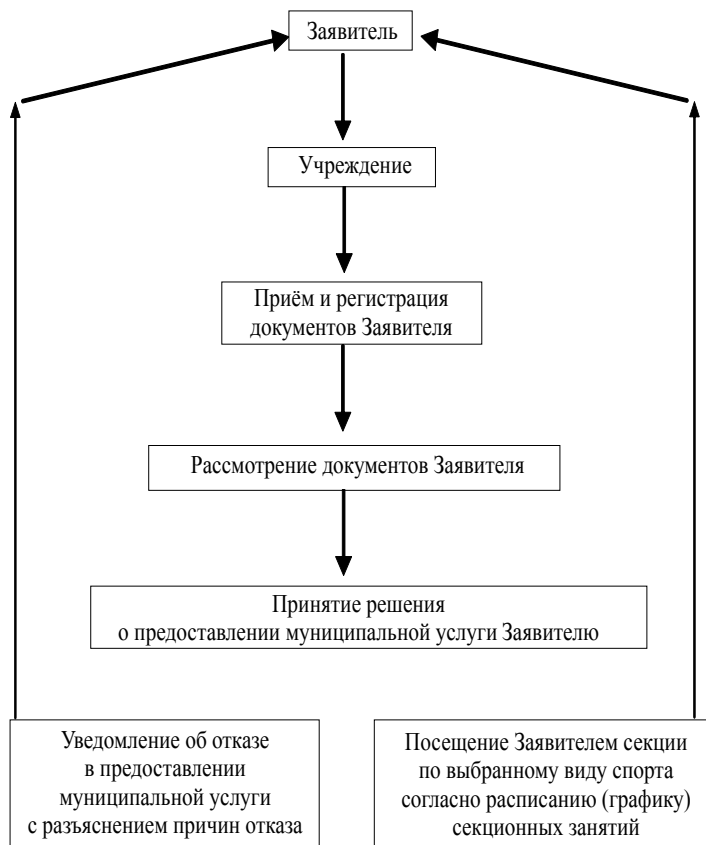 Заявитель
Учреждение
Приём и регистрация
документов Заявителя
Рассмотрение документов Заявителя
Принятие решения
о предоставлении муниципальной услуги Заявителю
Уведомление об отказе
в предоставлении
муниципальной услуги
с разъяснением причин отказа
Посещение Заявителем секции
по выбранному виду спорта
согласно расписанию (графику)
секционных занятий